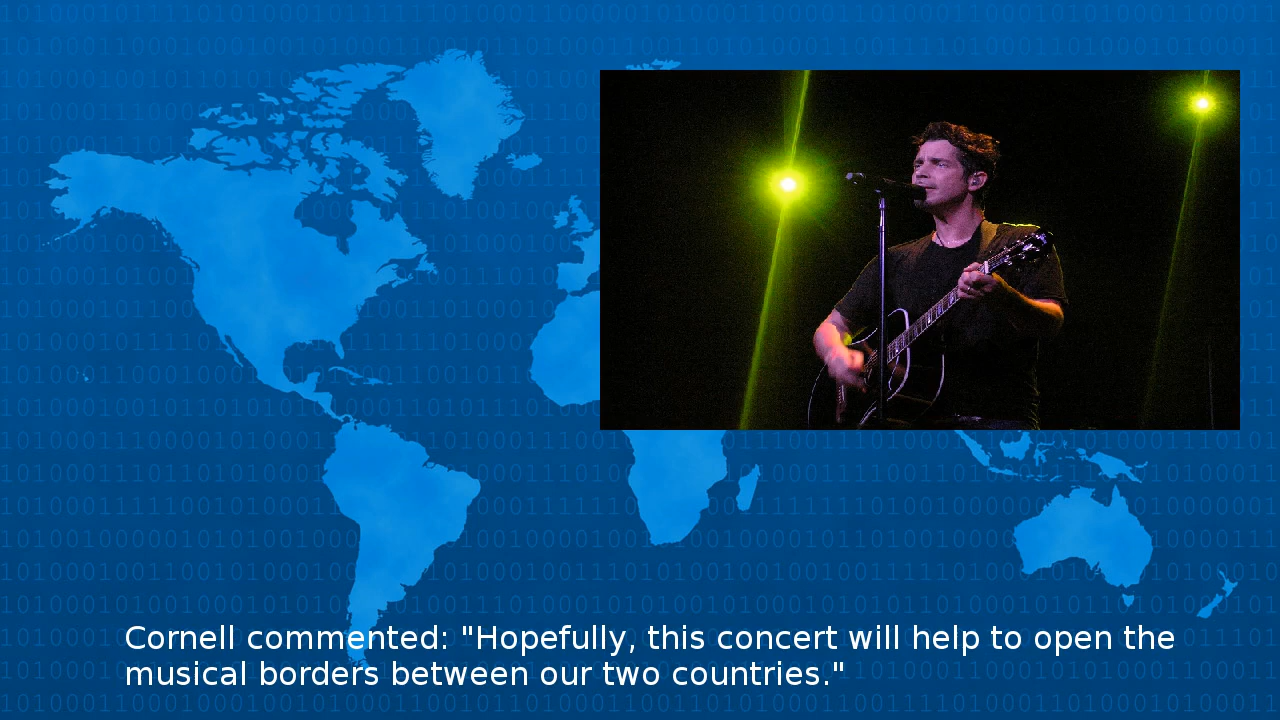 Cornell commented: "Hopefully, this concert will help to open the
musical borders between our two countries."